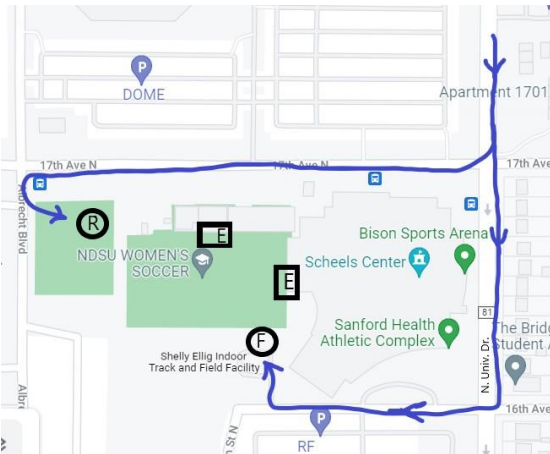 P
DOME
Apartment 1701
17th Ave N
17th Ave N
17th Ave
Albrecht Blvd
R
E
Bison Sports Arena
NDSU WOMEN'S
SOCCER
Scheels Center
E
81
Sanford Health
Athletic Complex
The Bridg
Student A
F
Shelly Ellig Indoor
Track and Field Facility
N. Univ. Dr.
Albre
16th Ave
P
RF
St N